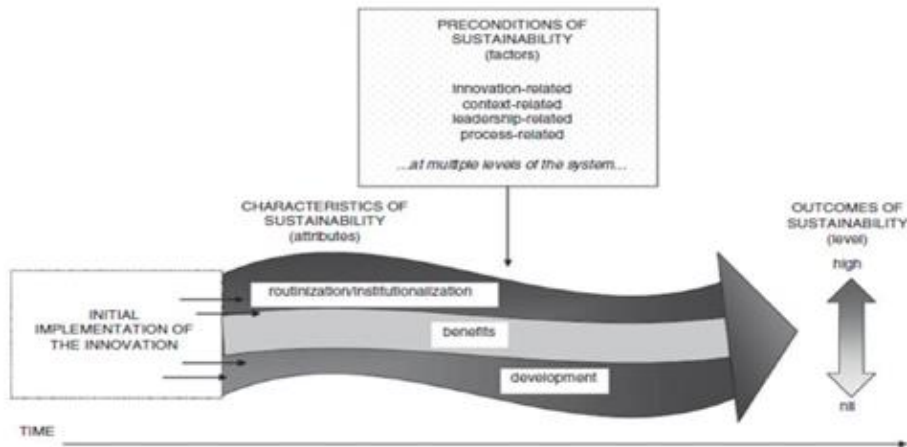 PRECONDITIONS OF
SUSTAINABILITY
(factors)
innovation-related
context-related
leadership-related
process-related
...at multiple levels of the system...
CHARACTERISTICS OF
SUSTAINABILITY
(attributes)
OUTCOMES OF
SUSTAINABILITY
(level)
high
routinization/institutionalization
INITIAL
IMPLEMENTATION OF
THE INNOVATION
benefits
development
nil
TIME